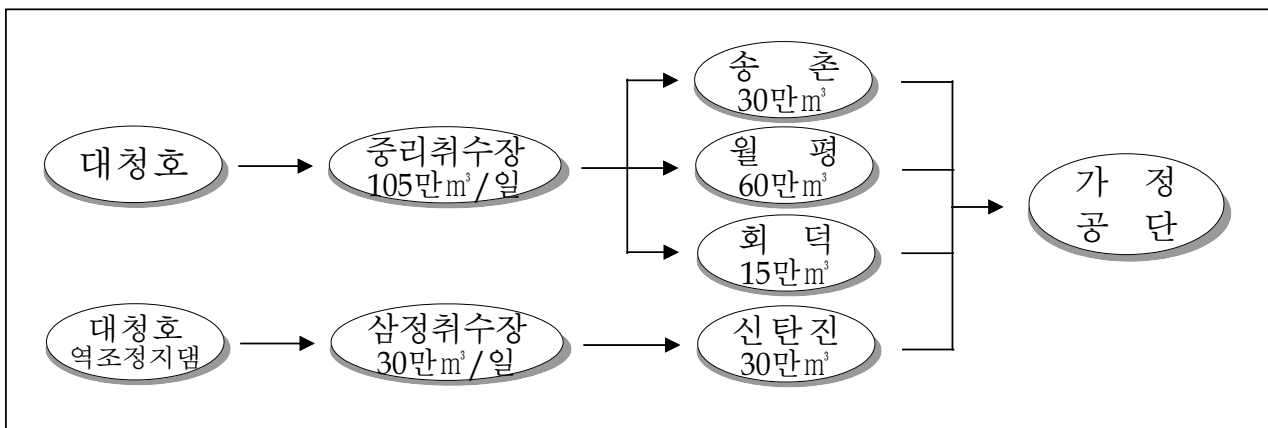 대청호
중리취수장
105만㎥/일
송 촌
30만㎥
월 평
60만㎥
회 덕
15만㎥
가 정
공 단
대청호
역조정지댐
삼정취수장
30만㎥/일
신탄진
30만㎥